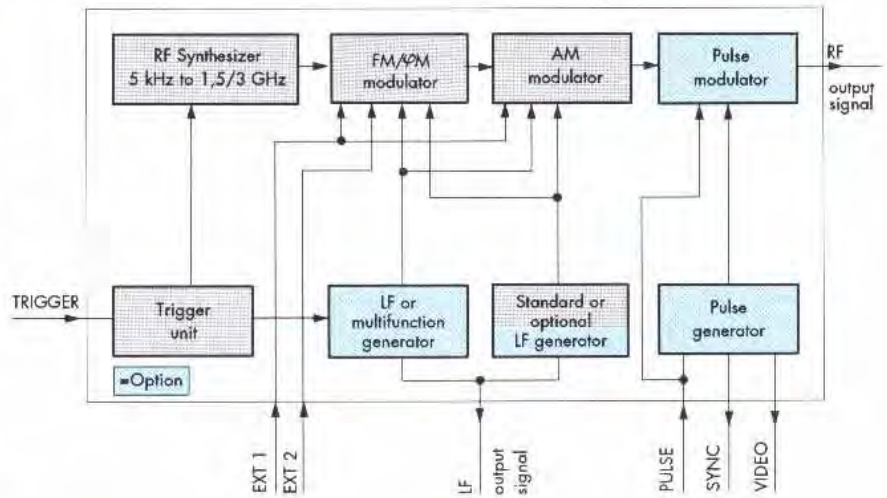 RF Synthesizer
5 kHz to 1,5/3 GHz
FM/φM
modulator
AM
modulator
Pulse
modulator
RF
output
signal
TRIGGER
Trigger
unit
LF or
multifunction
generator
Standard or
optional
LF generator
Pulse
generator
=Option
EXT 1
EXT 2
LF
output
signal
PULSE
SYNC
VIDEO